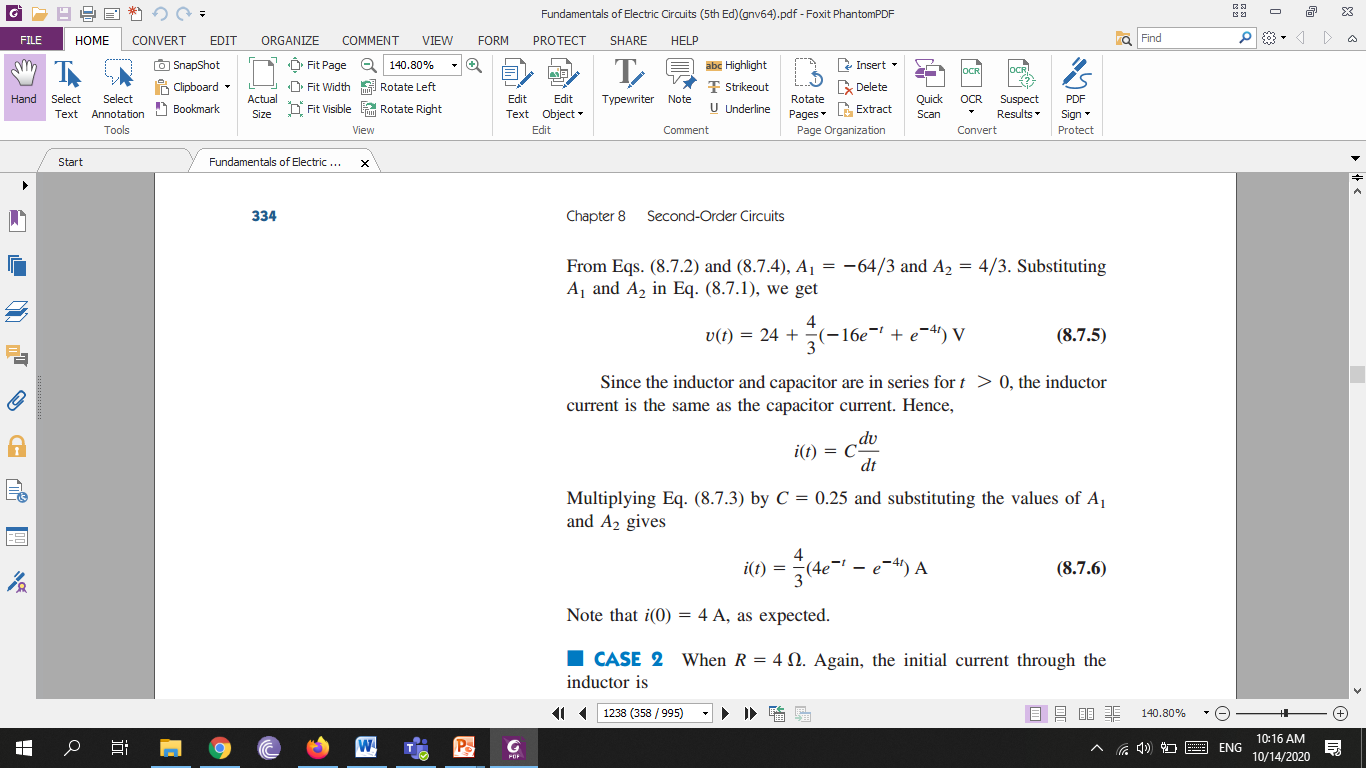 Fundamentals of Electric Circuits (5th Ed)(gnv64).pdf - Foxit PhantomPDF
FILE HOME CONVERT EDIT ORGANIZE COMMENT VIEW FORM PROTECT SHARE HELP Find
Hand
Select Text
Select Annotation
SnapShot
Clipboard
Bookmark
Tools
Actual Size
Fit Page
Fit Width
Fit Visible
140.80%
Rotate Left
Rotate Right
View
Edit Text
Edit Object
Edit
Typewriter
Note
abc Highlight
Strikeout
U Underline
Comment
Rotate Pages
Insert
Delete
Extract
Page Organization
Quick Scan
OCR
OCR
OCR
Suspect Results
Convert
PDF Sign
Protect
Start
Fundamentals of Electric ... x
334 Chapter 8 Second-Order Circuits
From Eqs. (8.7.2) and (8.7.4), A₁ = −64/3 and A₂ = 4/3. Substituting
A₁ and A₂ in Eq. (8.7.1), we get
v(t) = 24 + 4/3(−16e⁻ᵗ + e⁻⁴ᵗ) V (8.7.5)
Since the inductor and capacitor are in series for t > 0, the inductor
current is the same as the capacitor current. Hence,
i(t) = C dv/dt
Multiplying Eq. (8.7.3) by C = 0.25 and substituting the values of A₁
and A₂ gives
i(t) = 4/3(4e⁻ᵗ − e⁻⁴ᵗ) A (8.7.6)
Note that i(0) = 4 A, as expected.
CASE 2 When R = 4 Ω. Again, the initial current through the
inductor is
1238 (358 / 995)
140.80%
ENG
10:16 AM
10/14/2020